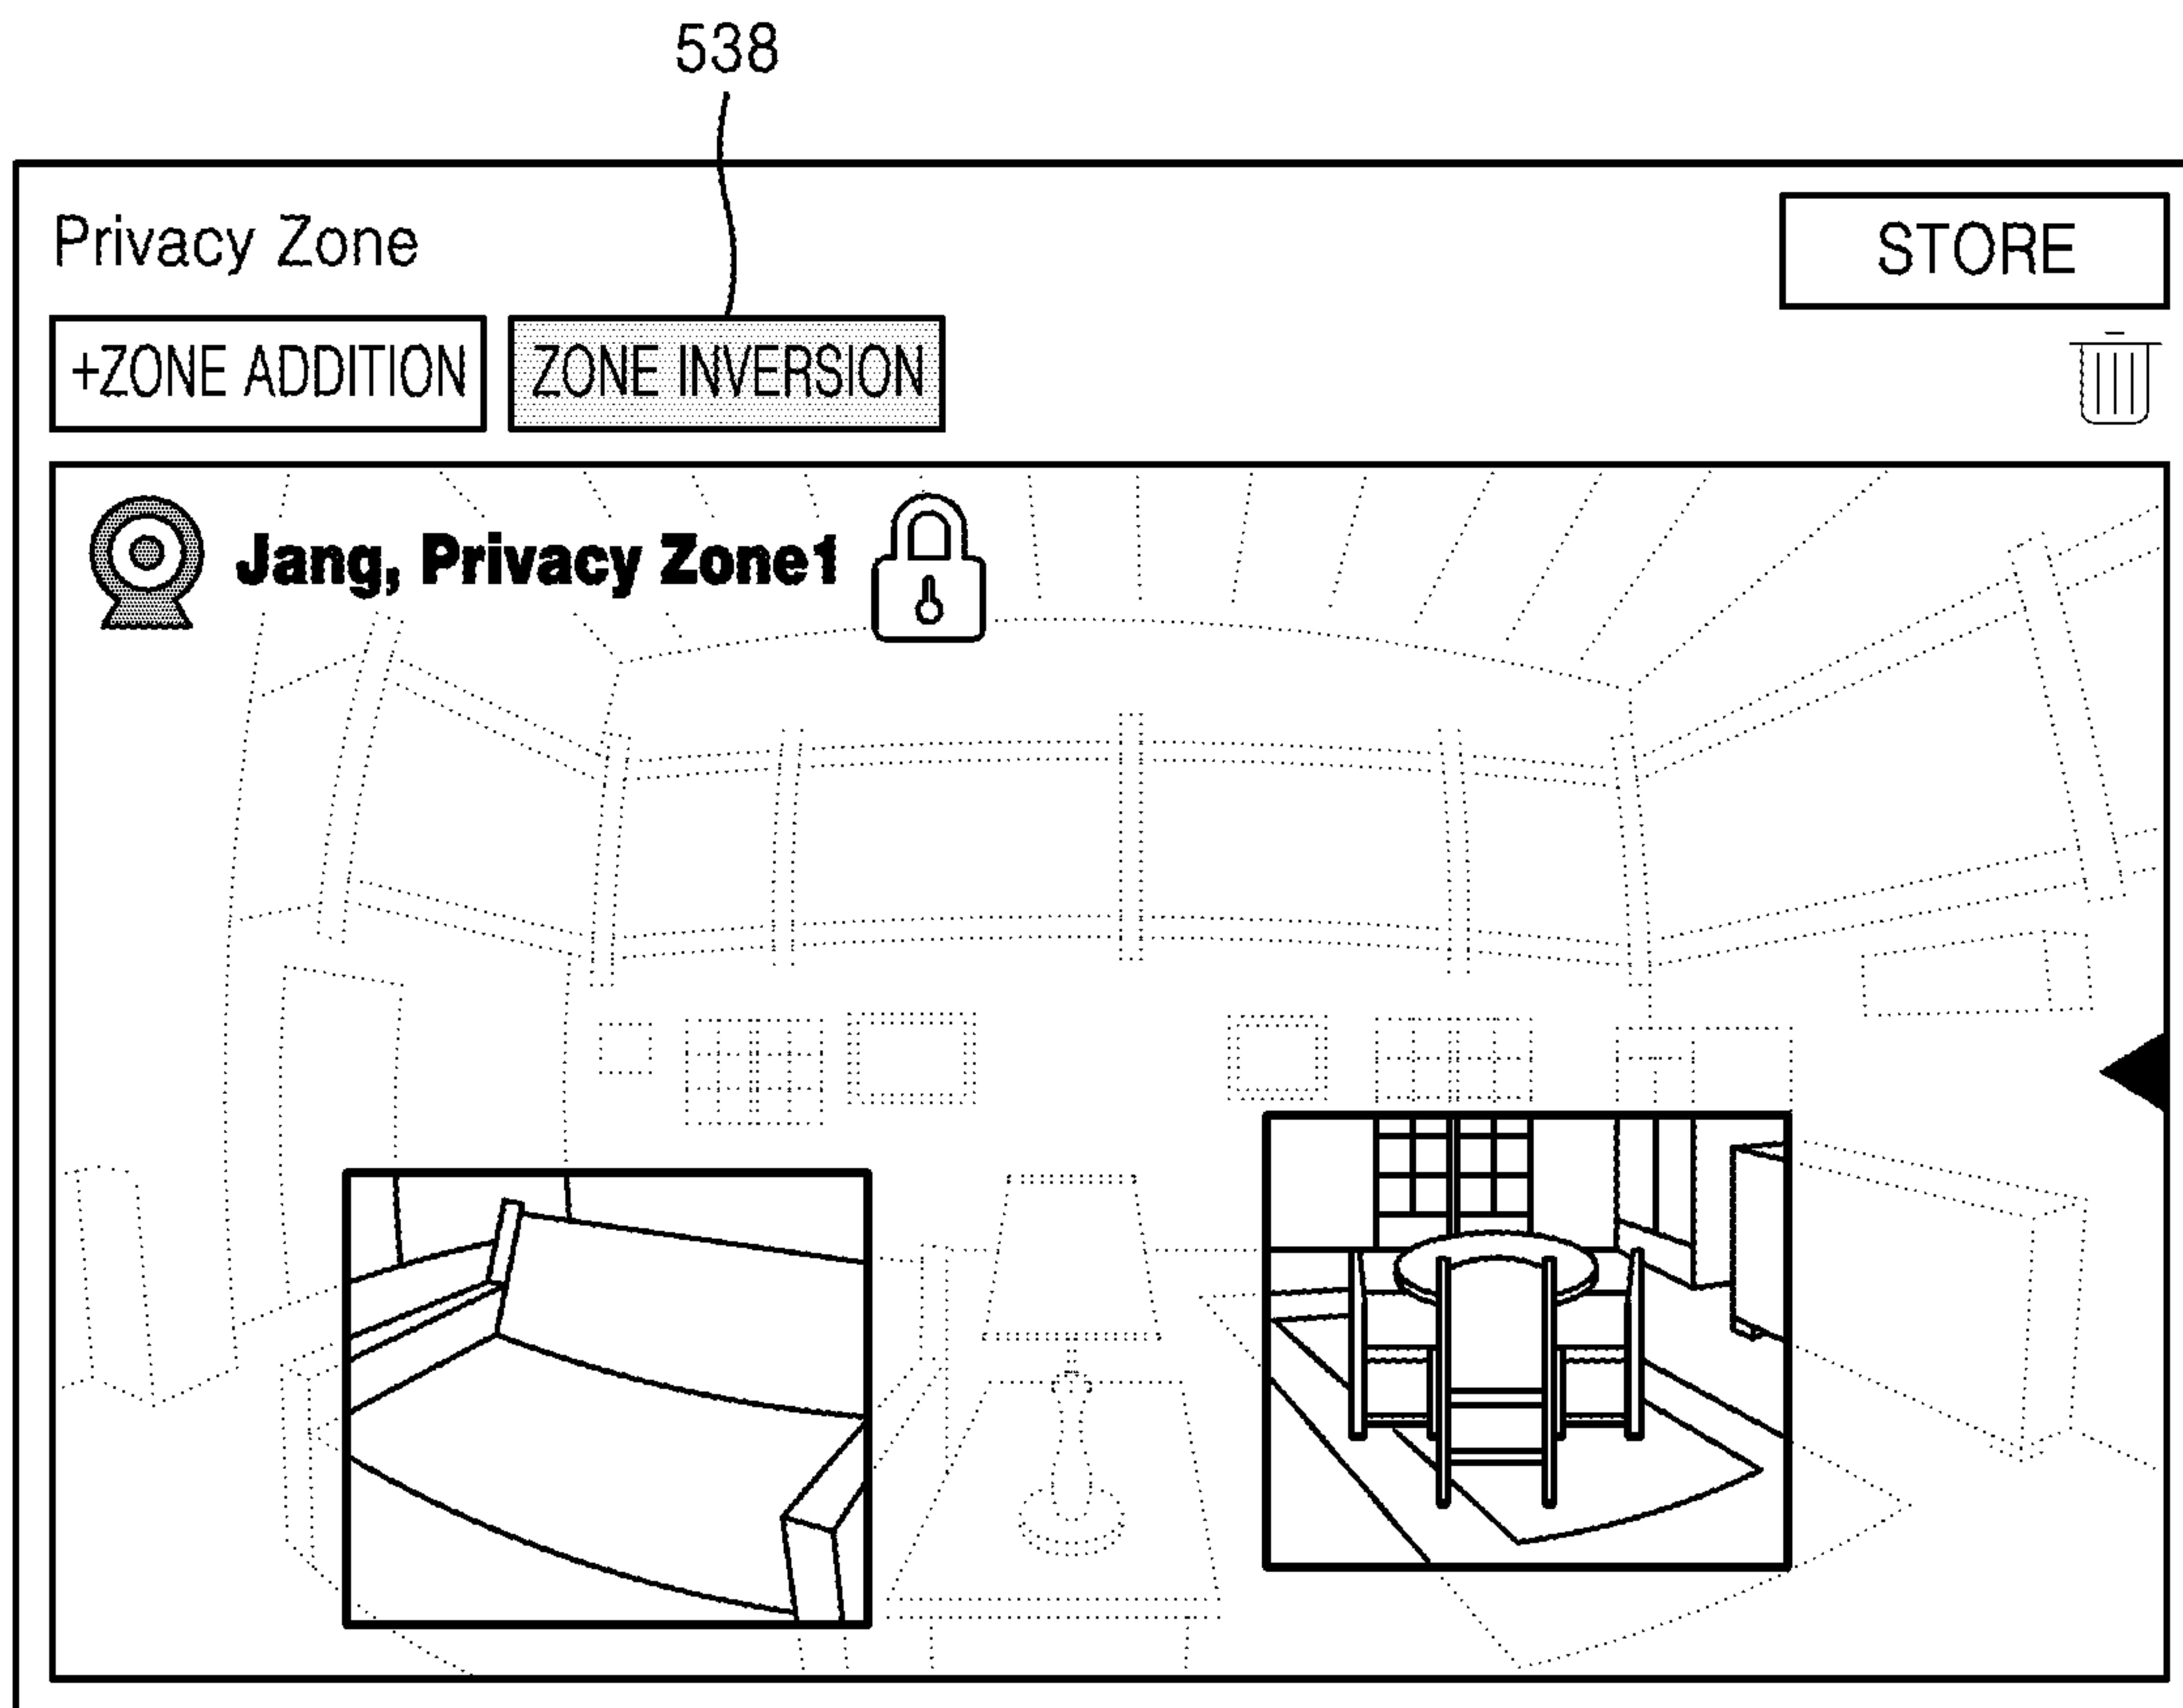 538
Privacy Zone
STORE
+ZONE ADDITION
ZONE INVERSION
Jang, Privacy Zone1